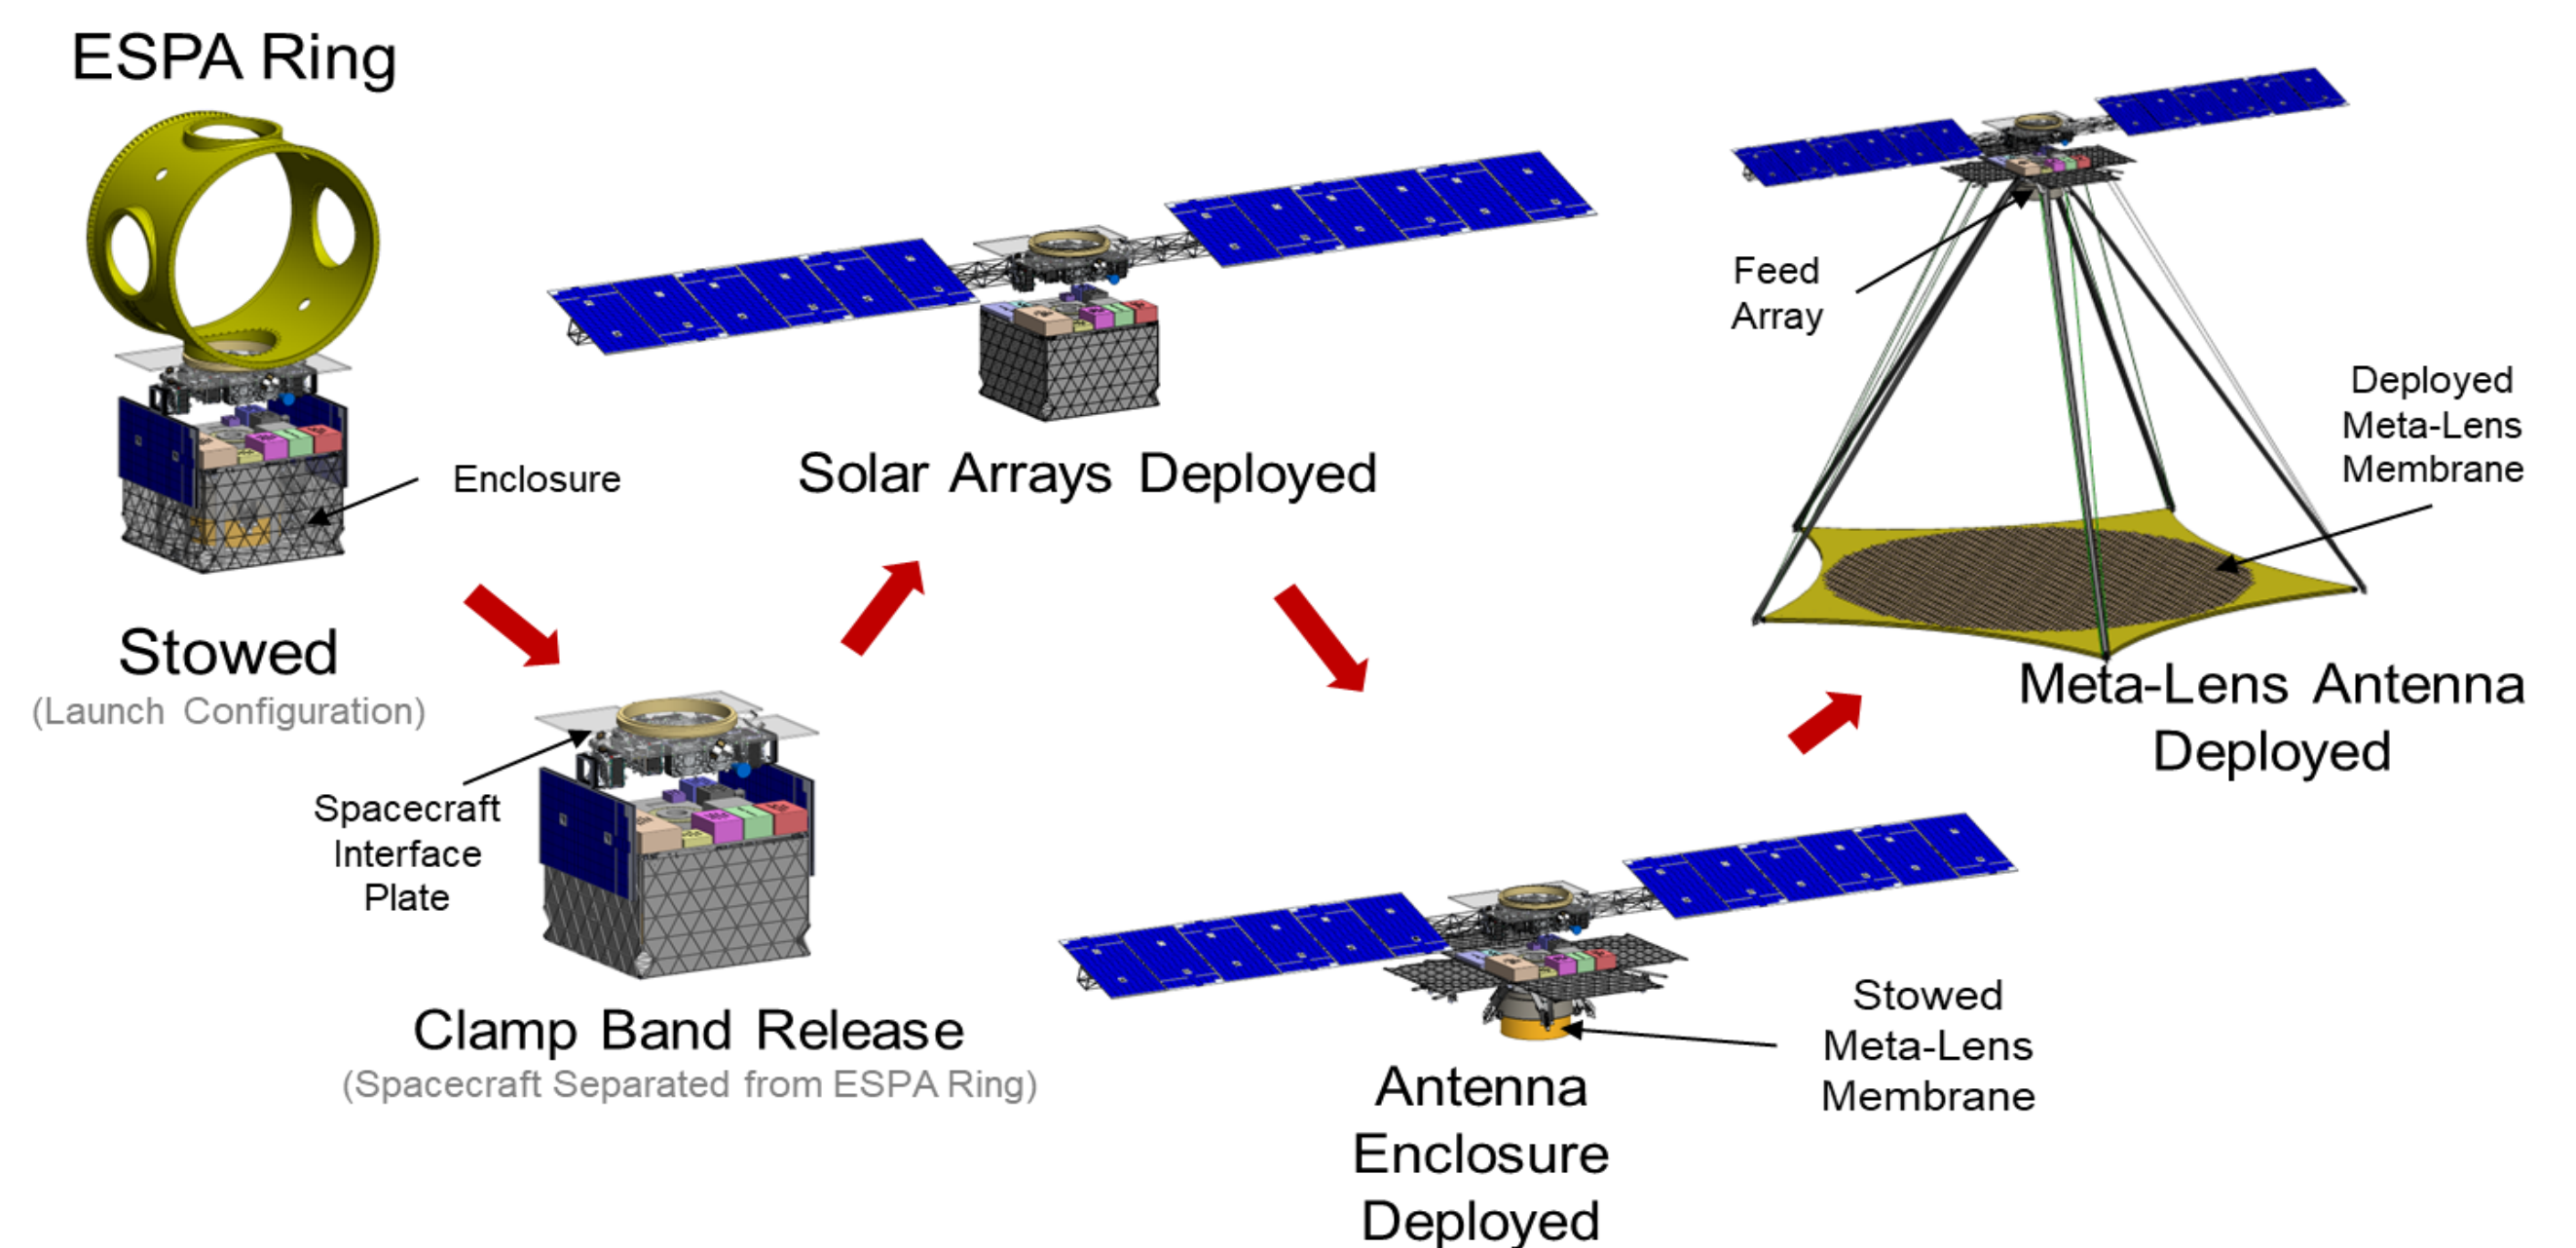 ESPA Ring
Enclosure
Stowed
(Launch Configuration)
Spacecraft
Interface
Plate
Clamp Band Release
(Spacecraft Separated from ESPA Ring)
Solar Arrays Deployed
Antenna
Enclosure
Deployed
Stowed
Meta-Lens
Membrane
Feed
Array
Deployed
Meta-Lens
Membrane
Meta-Lens Antenna
Deployed